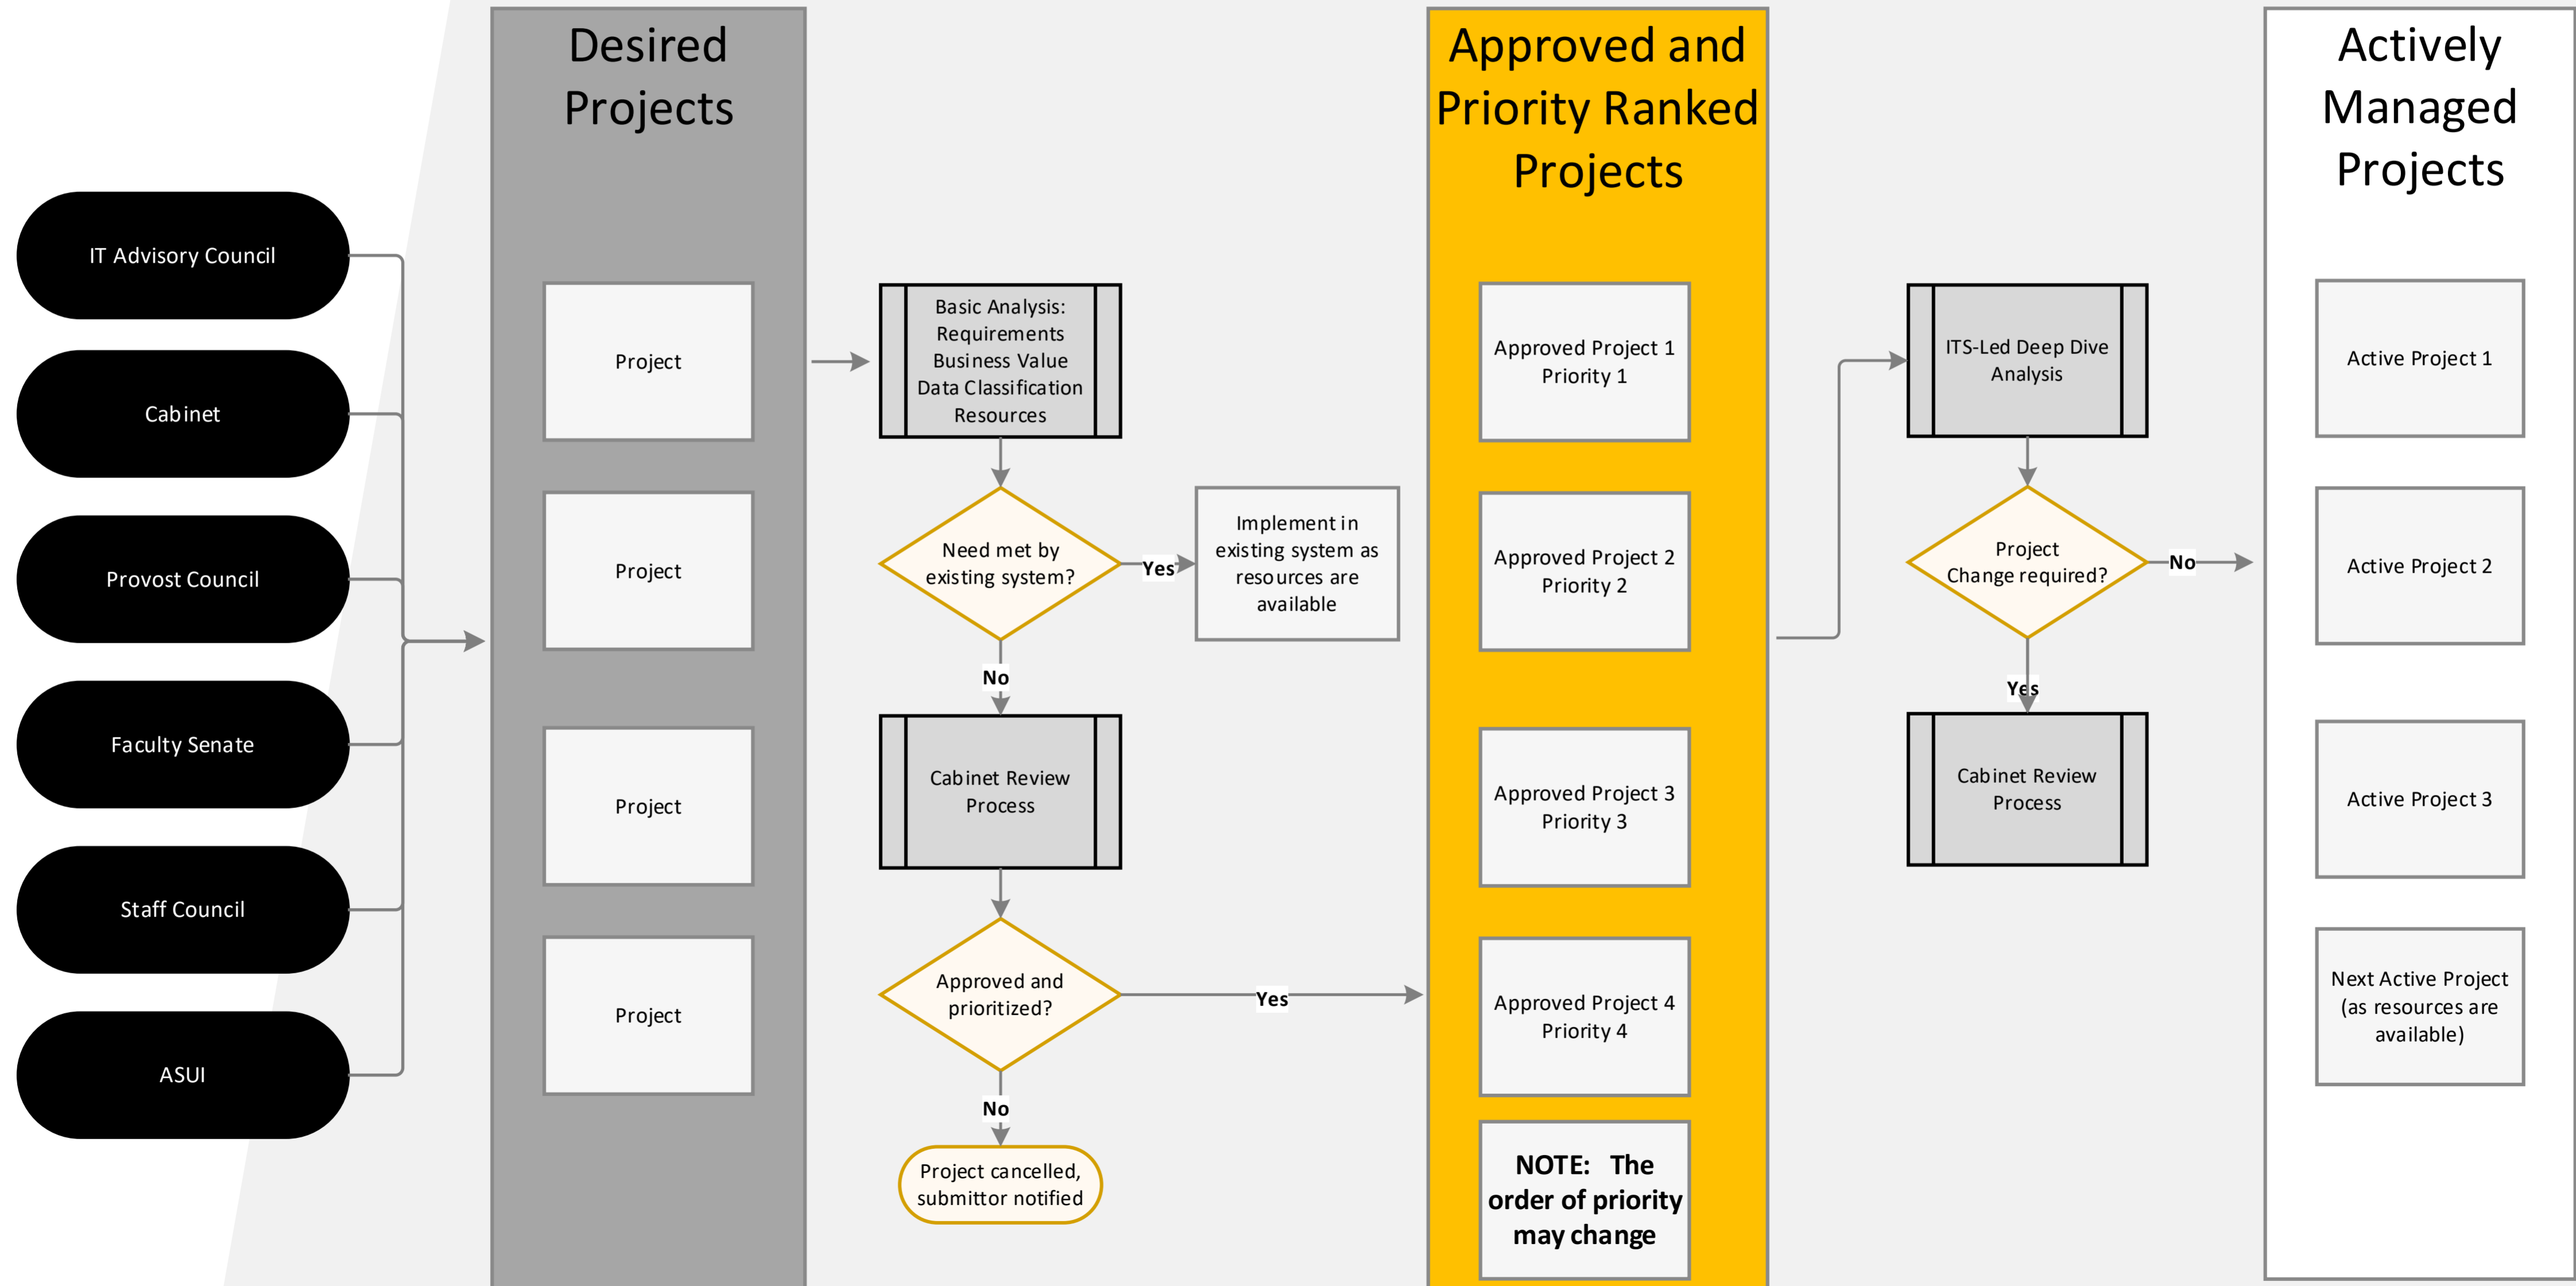 Desired
Projects
Approved and
Priority Ranked
Projects
Actively
Managed
Projects
IT Advisory Council
Cabinet
Provost Council
Faculty Senate
Staff Council
ASUI
Project
Project
Project
Project
Basic Analysis:
Requirements
Business Value
Data Classification
Resources
Need met by
existing system?
Yes
Implement in
existing system as
resources are
available
No
Cabinet Review
Process
Approved and
prioritized?
Yes
No
Project cancelled,
submittor notified
Approved Project 1
Priority 1
Approved Project 2
Priority 2
Approved Project 3
Priority 3
Approved Project 4
Priority 4
NOTE: The
order of priority
may change
ITS-Led Deep Dive
Analysis
Project
Change required?
No
Yes
Cabinet Review
Process
Active Project 1
Active Project 2
Active Project 3
Next Active Project
(as resources are
available)